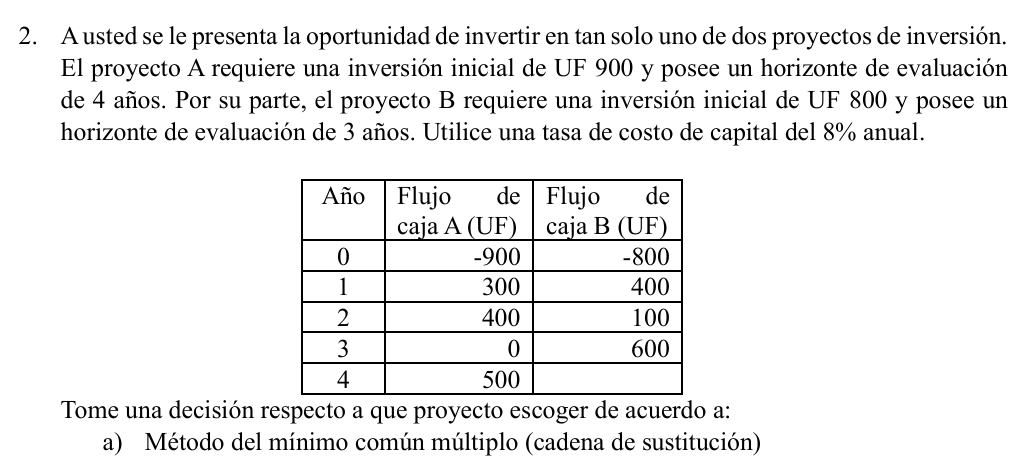 2. A usted se le presenta la oportunidad de invertir en tan solo uno de dos proyectos de inversión.
El proyecto A requiere una inversión inicial de UF 900 y posee un horizonte de evaluación
de 4 años. Por su parte, el proyecto B requiere una inversión inicial de UF 800 y posee un
horizonte de evaluación de 3 años. Utilice una tasa de costo de capital del 8% anual.
Año Flujo de Flujo de
caja A (UF) caja B (UF)
0 -900 -800
1 300 400
2 400 100
3 0 600
4 500
Tome una decisión respecto a que proyecto escoger de acuerdo a:
a) Método del mínimo común múltiplo (cadena de sustitución)